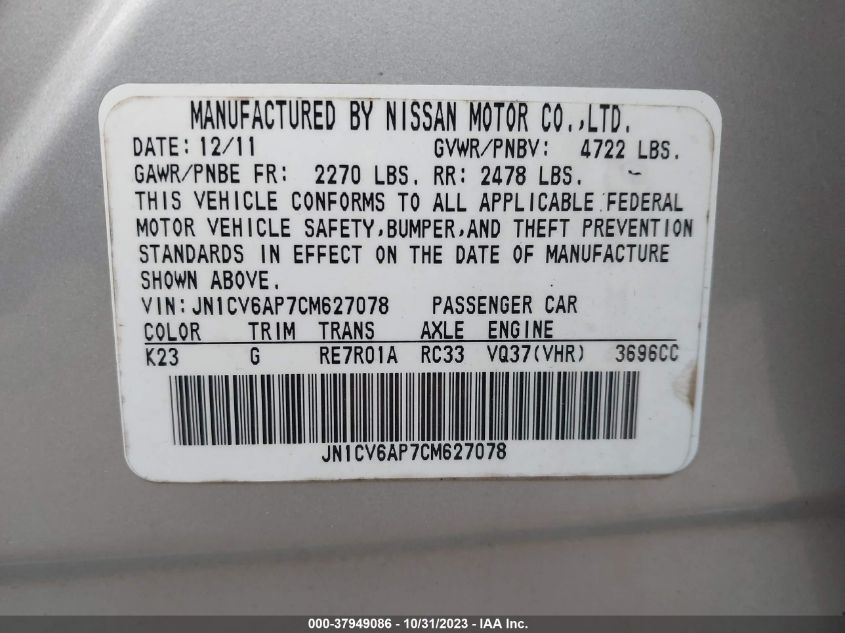 MANUFACTURED BY NISSAN MOTOR CO.,LTD.
DATE: 12/11 GVWR/PNBV: 4722 LBS.
GAWR/PNBE FR: 2270 LBS. RR: 2478 LBS.
THIS VEHICLE CONFORMS TO ALL APPLICABLE FEDERAL
MOTOR VEHICLE SAFETY,BUMPER,AND THEFT PREVENTION
STANDARDS IN EFFECT ON THE DATE OF MANUFACTURE
SHOWN ABOVE.
VIN: JN1CV6AP7CM627078 PASSENGER CAR
COLOR TRIM TRANS AXLE ENGINE
K23 G RE7R01A RC33 VQ37(VHR) 3696CC
JN1CV6AP7CM627078
000-37949086 - 10/31/2023 - IAA Inc.